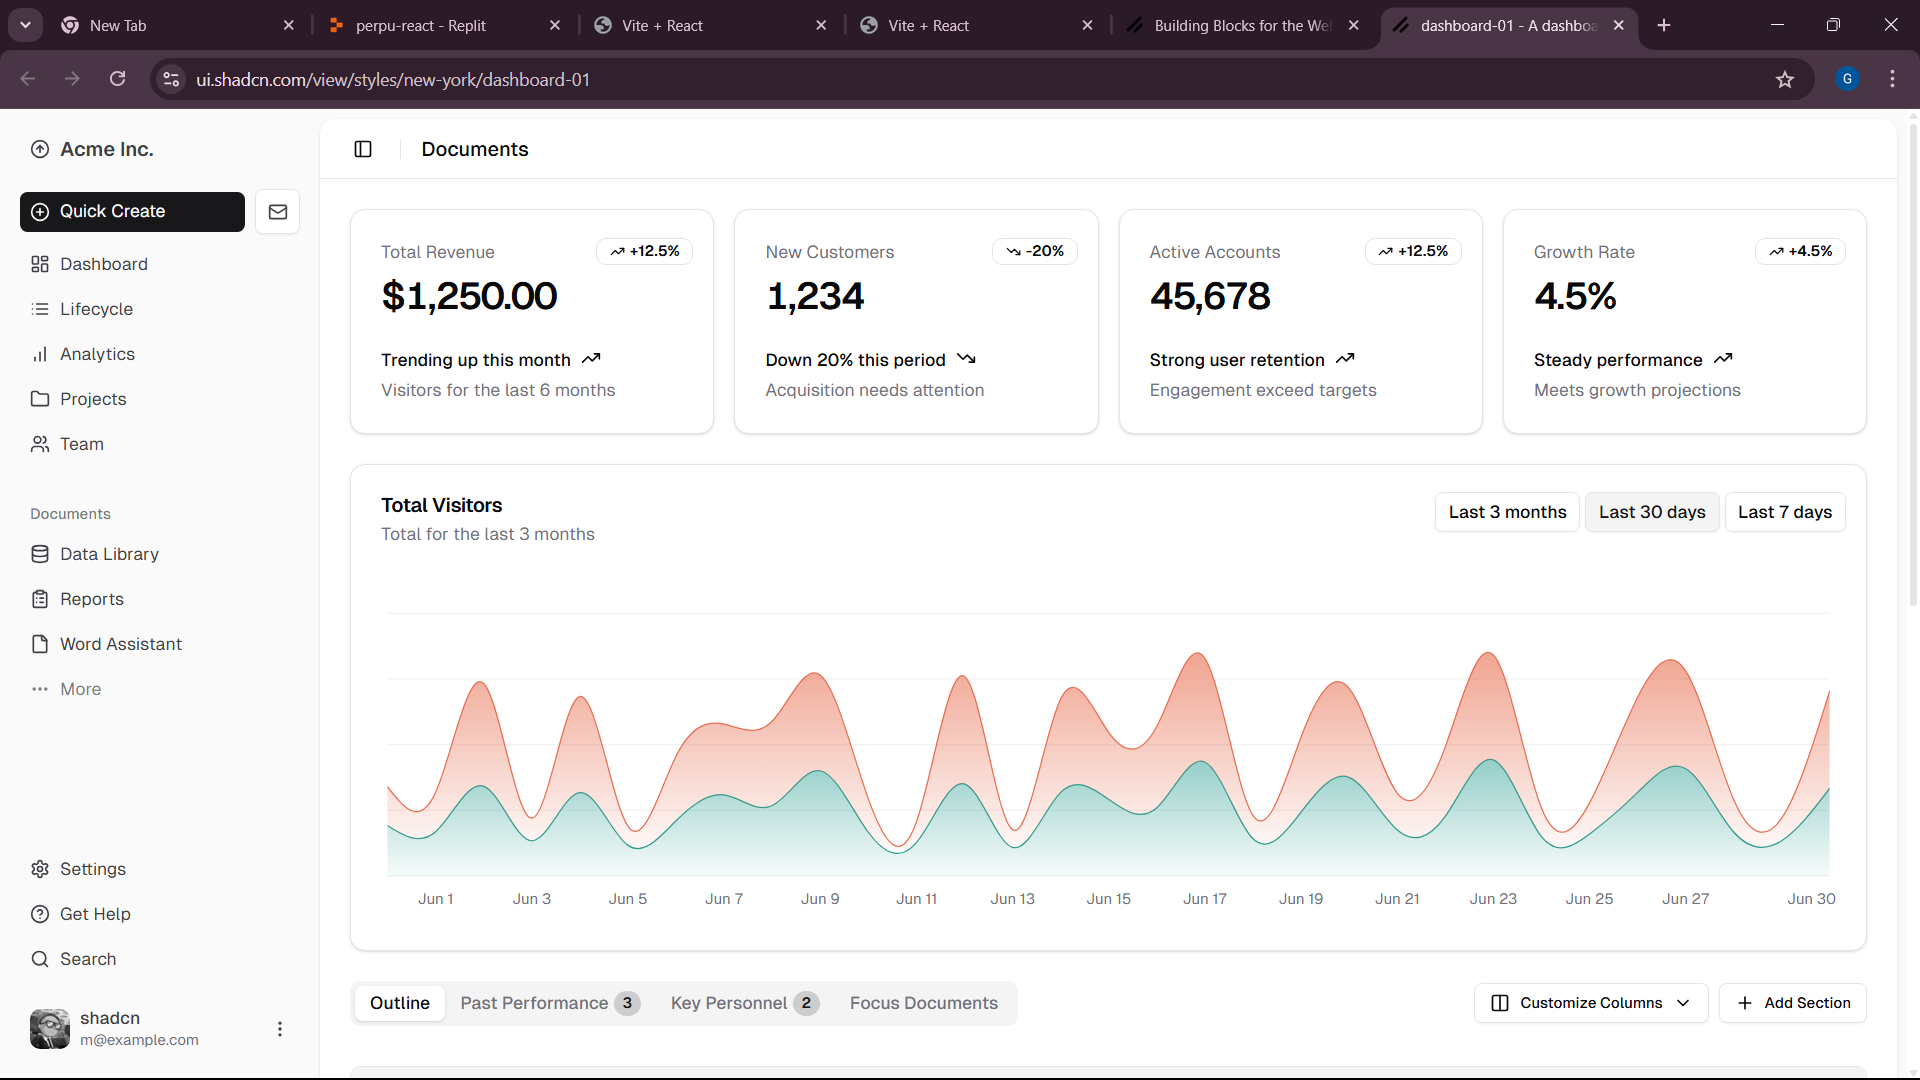 New Tab
perpu-react - Replit
Vite + React
Vite + React
Building Blocks for the We
dashboard-01 - A dashbo
ui.shadcn.com/view/styles/new-york/dashboard-01
G
Acme Inc.
Quick Create
Dashboard
Lifecycle
Analytics
Projects
Team
Documents
Data Library
Reports
Word Assistant
More
Settings
Get Help
Search
shadcn
m@example.com
Documents
Total Revenue
+12.5%
$1,250.00
Trending up this month
Visitors for the last 6 months
New Customers
-20%
1,234
Down 20% this period
Acquisition needs attention
Active Accounts
+12.5%
45,678
Strong user retention
Engagement exceed targets
Growth Rate
+4.5%
4.5%
Steady performance
Meets growth projections
Total Visitors
Total for the last 3 months
Last 3 months
Last 30 days
Last 7 days
Jun 1
Jun 3
Jun 5
Jun 7
Jun 9
Jun 11
Jun 13
Jun 15
Jun 17
Jun 19
Jun 21
Jun 23
Jun 25
Jun 27
Jun 30
Outline
Past Performance 3
Key Personnel 2
Focus Documents
Customize Columns
Add Section